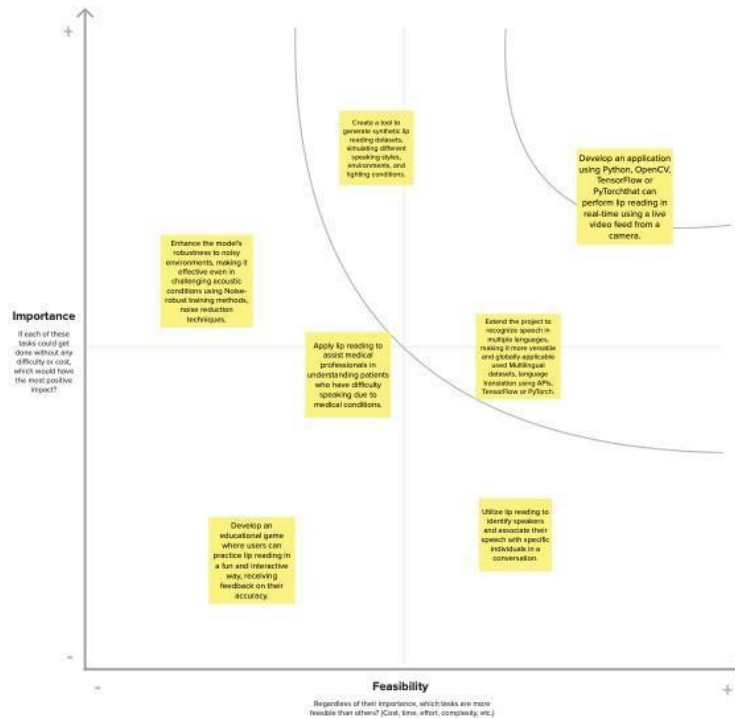 +
Create a tool to
generate synthetic lip
reading datasets,
simulating different
speaking styles,
environments, and
lighting conditions.
Develop an application
using Python, OpenCV,
TensorFlow or
PyTorchthat can
perform lip reading in
real-time using a live
video feed from a
camera.
Enhance the model's
robustness to noisy
environments, making it
effective even in
challenging acoustic
conditions using Noise-
robust training methods,
noise reduction
techniques.
Importance
If each of these
tasks could get
done without any
difficulty or cost,
which would have
the most positive
impact?
Apply lip reading to
assist medical
professionals in
understanding patients
who have difficulty
speaking due to
medical conditions.
Extend the project to
recognize speech in
multiple languages,
making it more versatile
and globally applicable
used Multilingual
datasets, language
translation using APIs,
TensorFlow or PyTorch.
Develop an
educational game
where users can
practice lip reading in
a fun and interactive
way, receiving
feedback on their
accuracy.
Utilize lip reading to
identify speakers
and associate their
speech with specific
individuals in a
conversation.
-
-
Feasibility
+
Regardless of their importance, which tasks are more
feasible than others? (Cost, time, effort, complexity, etc.)